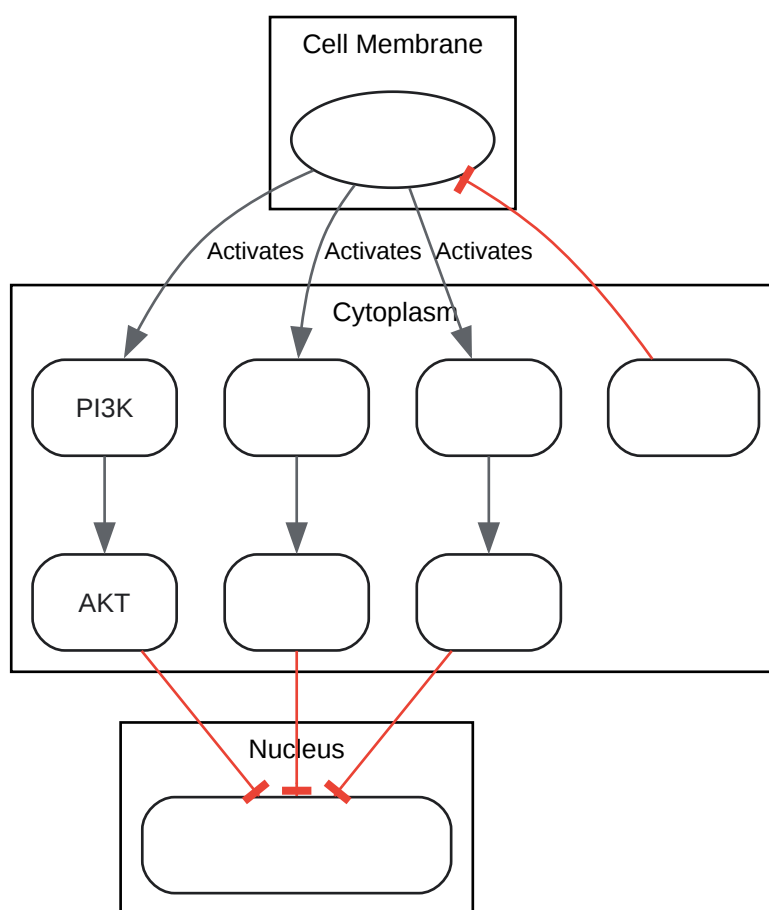 Cell Membrane
Activates
Activates
Activates
Cytoplasm
PI3K
AKT
Nucleus